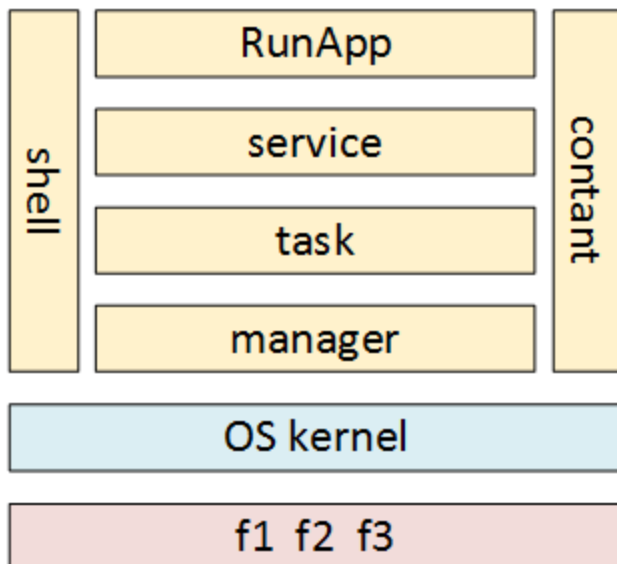 RunApp
shell
service
contant
task
manager
OS kernel
f1 f2 f3